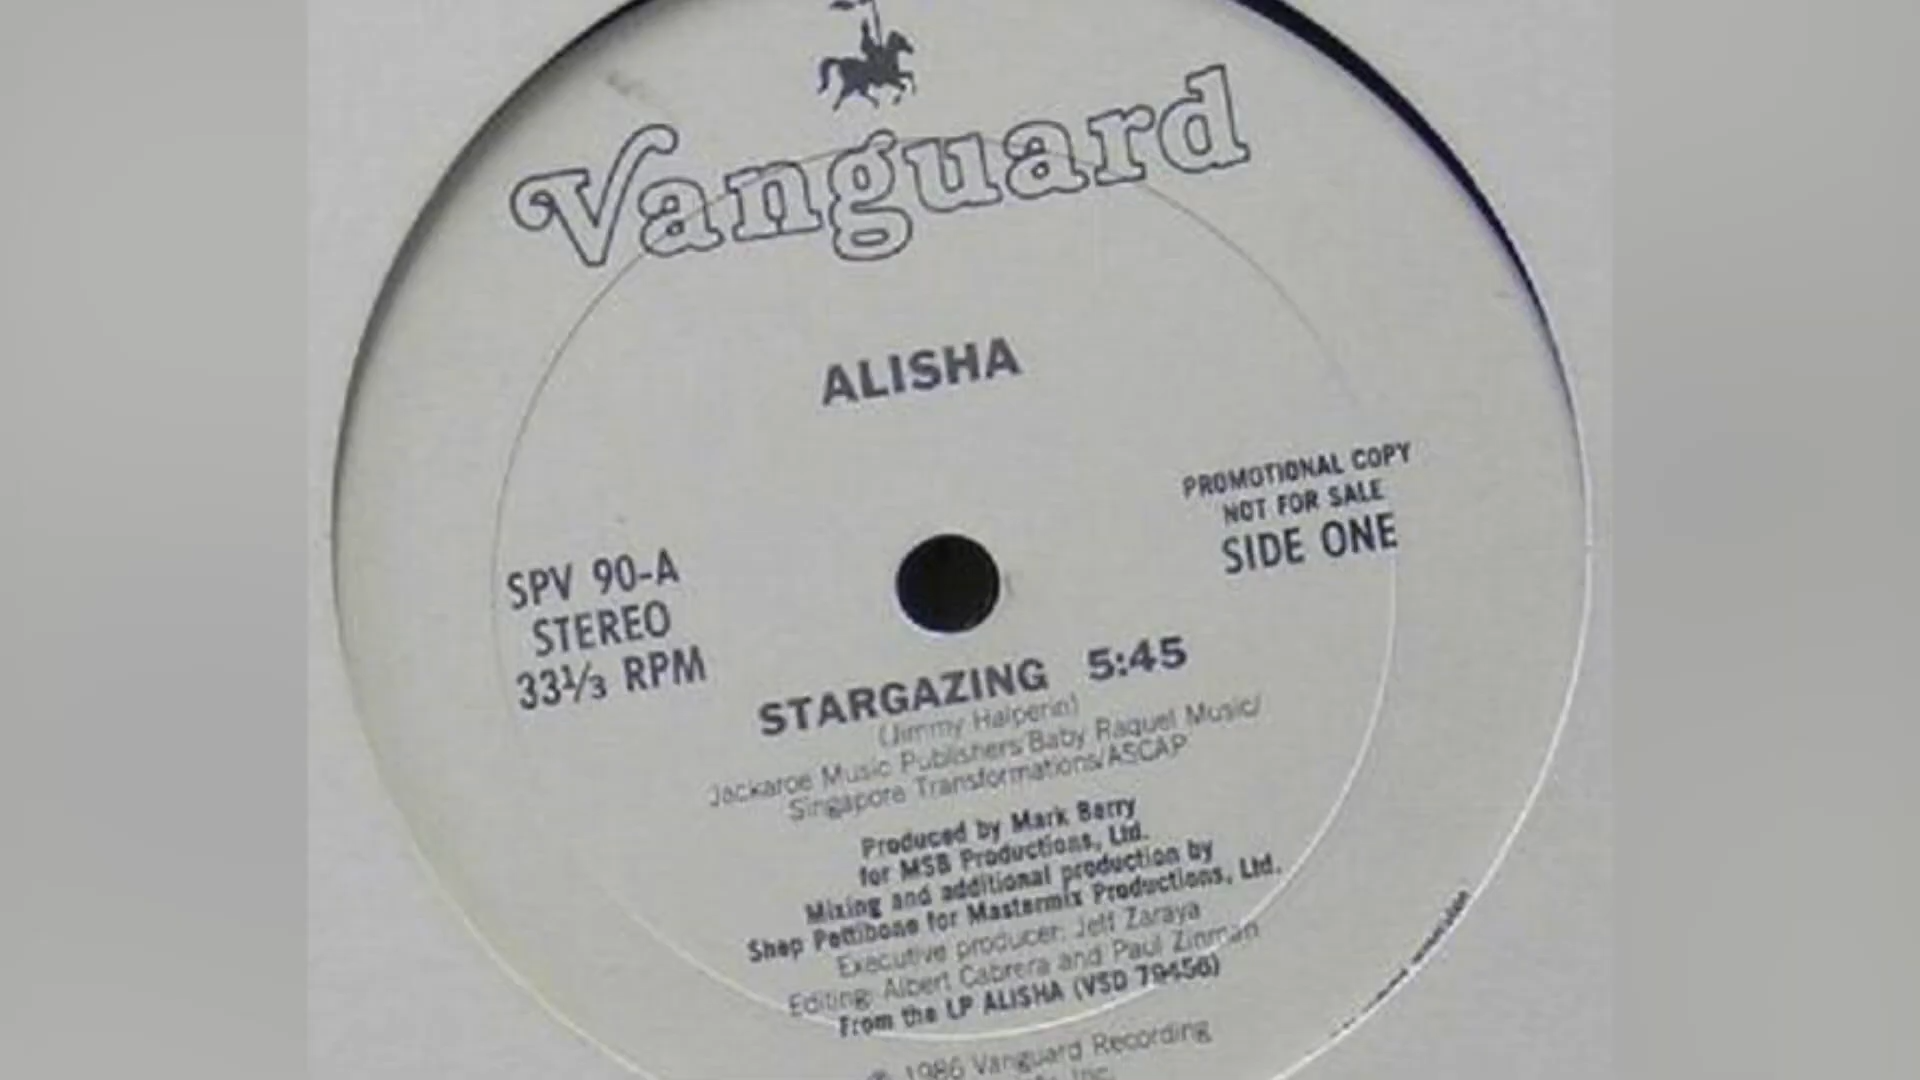 Vanguard
ALISHA
PROMOTIONAL COPY
NOT FOR SALE
SIDE ONE
SPV 90-A
STEREO
33⅓ RPM
STARGAZING 5:45
(Jimmy Halperin)
Jackaroe Music Publishers/Baby Raquel Music/
Singapore Transformations/ASCAP
Produced by Mark Berry
for MSB Productions, Ltd.
Mixing and additional production by
Shep Pettibone for Mastermix Productions, Ltd.
Executive producer: Jeff Zaraya
Editing: Albert Cabrera and Paul Zinman
From the LP ALISHA (VSD 79456)
℗ 1986 Vanguard Recording
Inc.